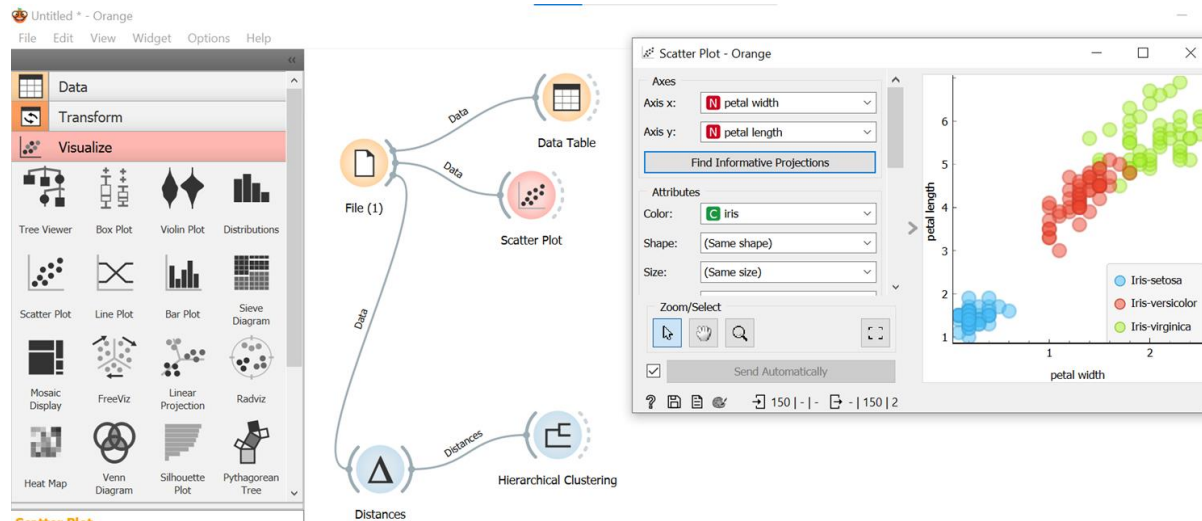 Untitled * - Orange
File Edit View Widget Options Help
Data
Transform
Visualize
Tree Viewer Box Plot Violin Plot Distributions
Scatter Plot Line Plot Bar Plot Sieve Diagram
Mosaic Display FreeViz Linear Projection Radviz
Heat Map Venn Diagram Silhouette Plot Pythagorean Tree
Scatter Plot
File (1)
Data
Data Table
Data
Scatter Plot
Data
Distances
Distances
Hierarchical Clustering
Scatter Plot - Orange
Axes
Axis x: N petal width
Axis y: N petal length
Find Informative Projections
Attributes
Color: C iris
Shape: (Same shape)
Size: (Same size)
Zoom/Select
Send Automatically
? 150 | - | - - | 150 | 2
petal length
6
5
4
3
2
1
1 2
petal width
Iris-setosa
Iris-versicolor
Iris-virginica